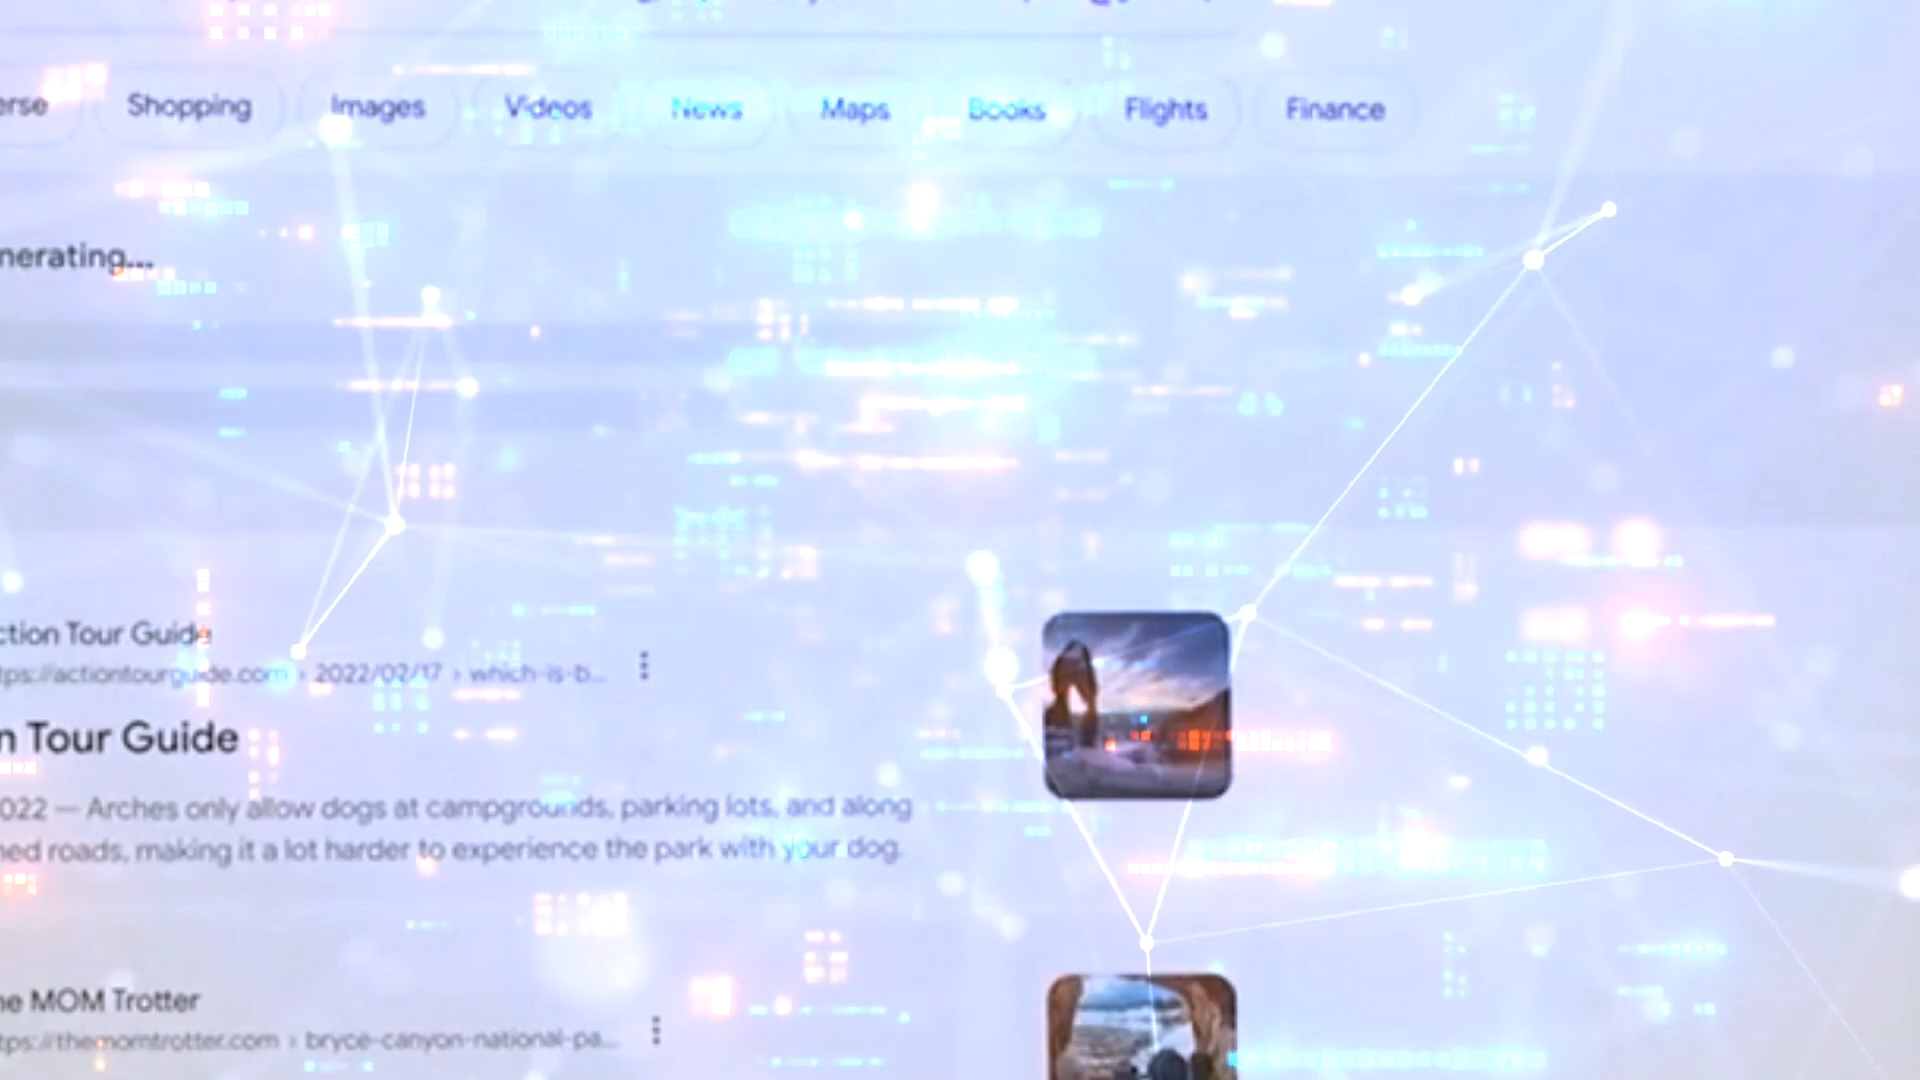 erse Shopping Images Videos News Maps Books Flights Finance
nerating...
ction Tour Guide
tps://actiontourguide.com › 2022/02/17 › which-is-b...
n Tour Guide
022 — Arches only allow dogs at campgrounds, parking lots, and along
ned roads, making it a lot harder to experience the park with your dog.
he MOM Trotter
tps://themomtrotter.com › bryce-canyon-national-pa...